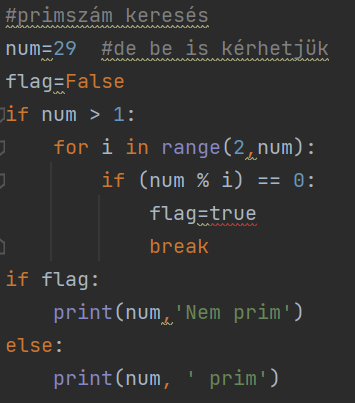 #primszám keresés
num=29  #de be is kérhetjük
flag=False
if num > 1:
    for i in range(2,num):
        if (num % i) == 0:
            flag=true
            break
if flag:
    print(num,'Nem prim')
else:
    print(num, ' prim')